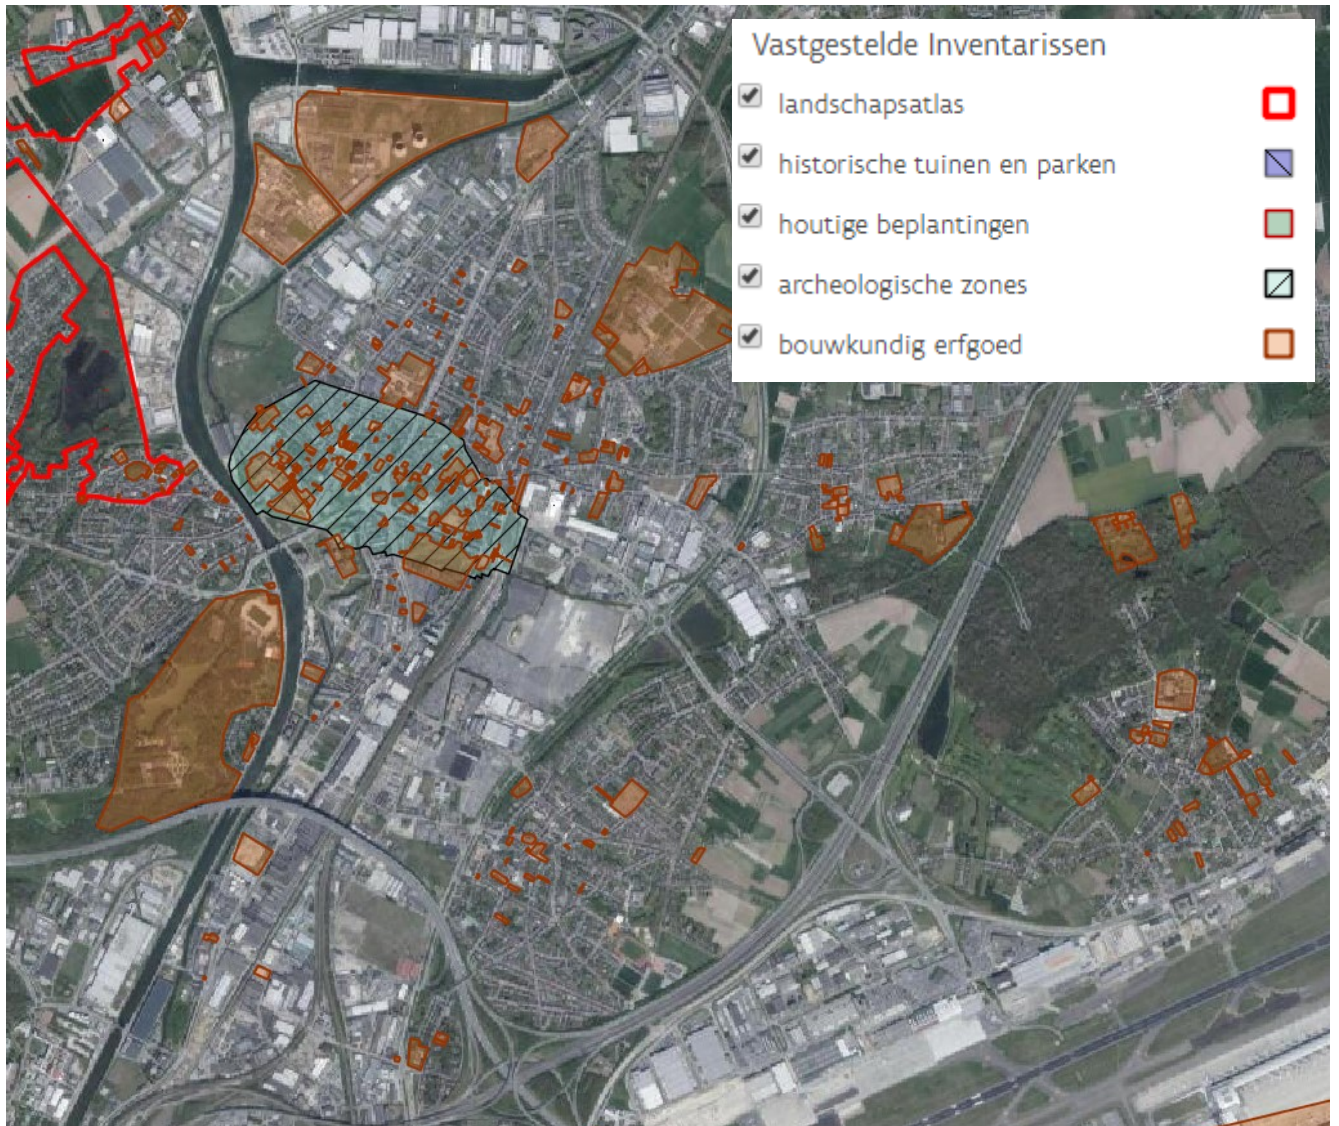 Vastgestelde Inventarissen
landschapsatlas
historische tuinen en parken
houtige beplantingen
archeologische zones
bouwkundig erfgoed